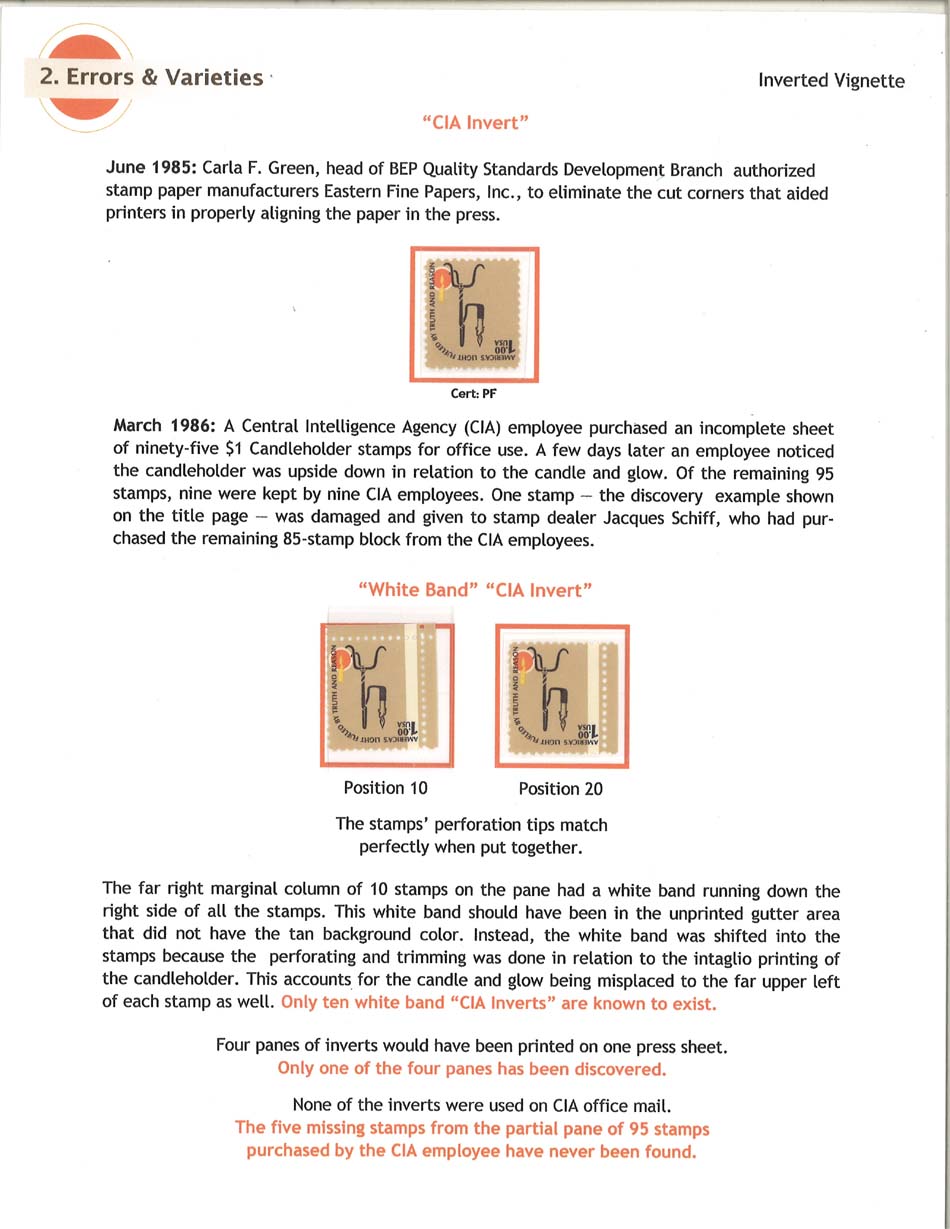 2. Errors & Varieties
Inverted Vignette
“CIA Invert”
June 1985: Carla F. Green, head of BEP Quality Standards Development Branch authorized
stamp paper manufacturers Eastern Fine Papers, Inc., to eliminate the cut corners that aided
printers in properly aligning the paper in the press.
AMERICA'S LIGHT FUELED BY TRUTH AND REASON
USA
1.00
Cert: PF
March 1986: A Central Intelligence Agency (CIA) employee purchased an incomplete sheet
of ninety-five $1 Candleholder stamps for office use. A few days later an employee noticed
the candleholder was upside down in relation to the candle and glow. Of the remaining 95
stamps, nine were kept by nine CIA employees. One stamp — the discovery example shown
on the title page — was damaged and given to stamp dealer Jacques Schiff, who had pur-
chased the remaining 85-stamp block from the CIA employees.
“White Band” “CIA Invert”
AMERICA'S LIGHT FUELED BY TRUTH AND REASON
USA
1.00
AMERICA'S LIGHT FUELED BY TRUTH AND REASON
USA
1.00
Position 10
Position 20
The stamps’ perforation tips match
perfectly when put together.
The far right marginal column of 10 stamps on the pane had a white band running down the
right side of all the stamps. This white band should have been in the unprinted gutter area
that did not have the tan background color. Instead, the white band was shifted into the
stamps because the perforating and trimming was done in relation to the intaglio printing of
the candleholder. This accounts for the candle and glow being misplaced to the far upper left
of each stamp as well. Only ten white band “CIA Inverts” are known to exist.
Four panes of inverts would have been printed on one press sheet.
Only one of the four panes has been discovered.
None of the inverts were used on CIA office mail.
The five missing stamps from the partial pane of 95 stamps
purchased by the CIA employee have never been found.